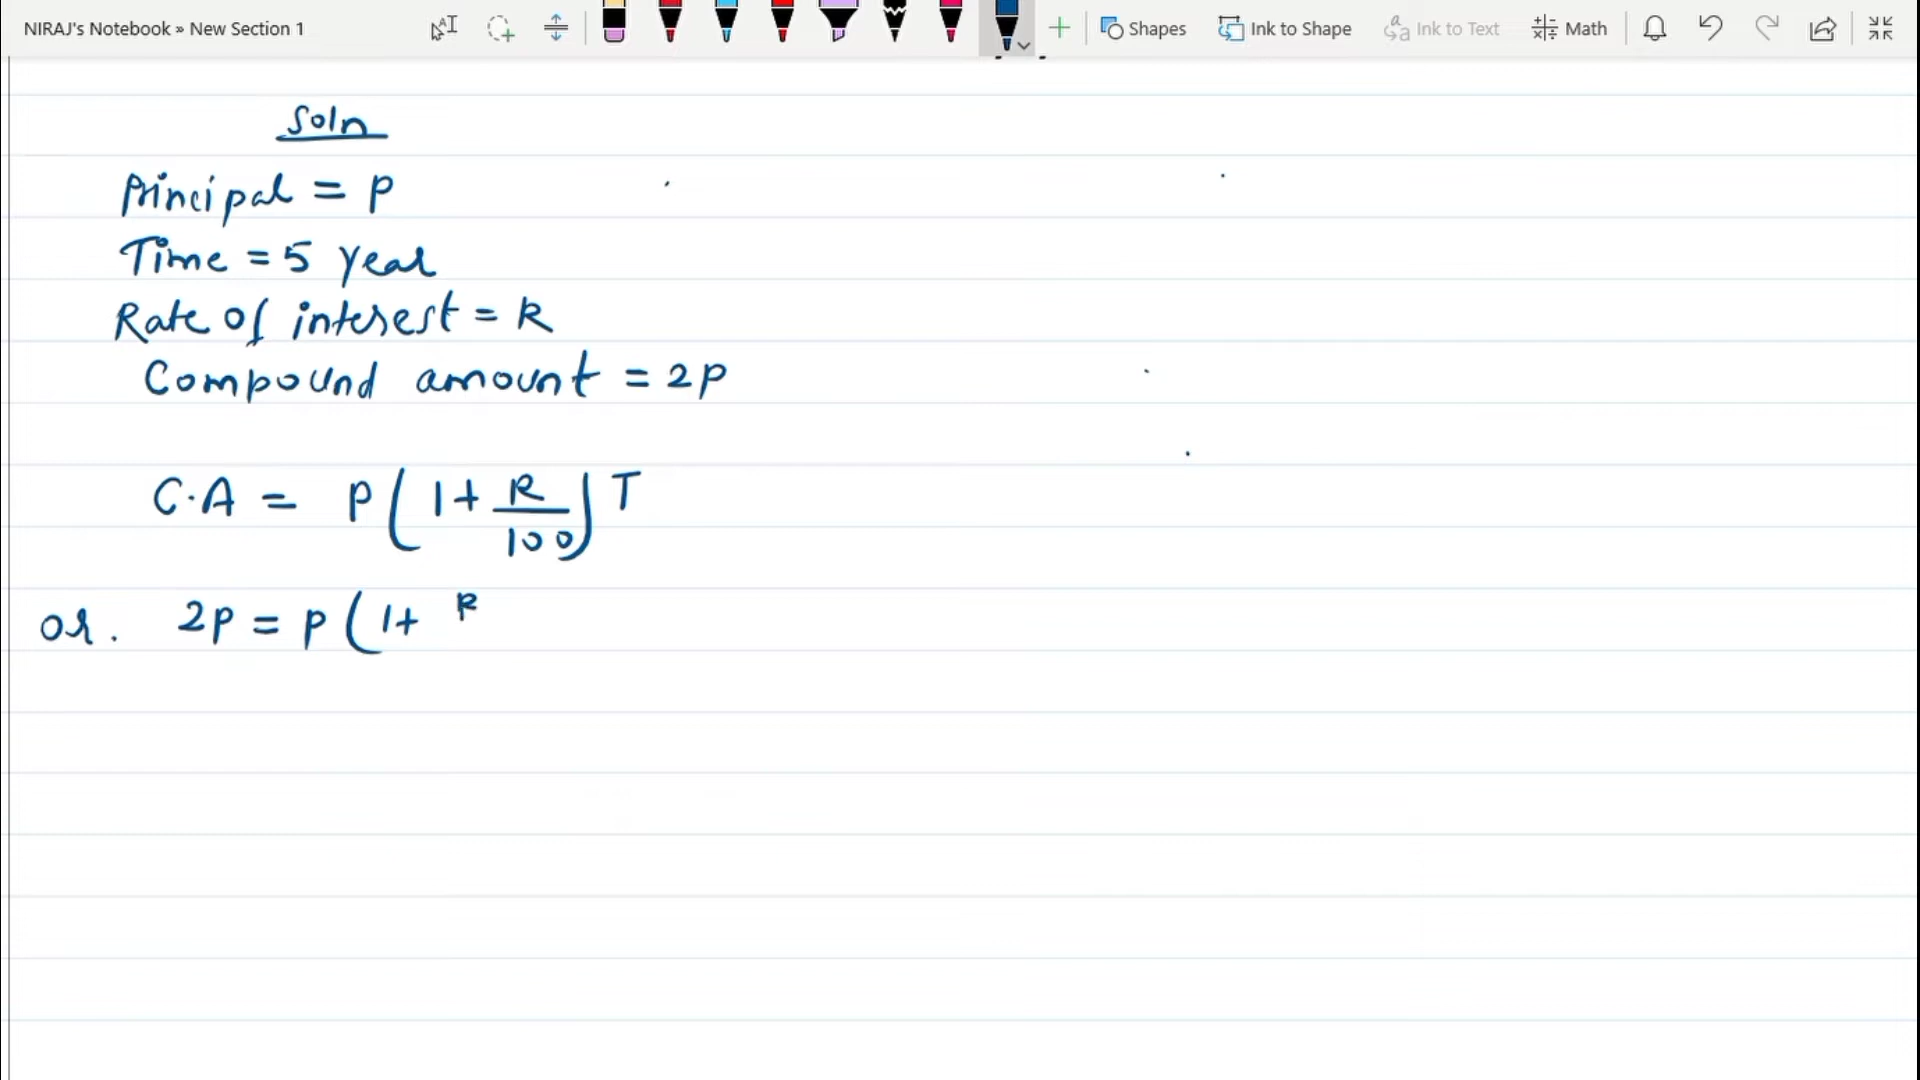 NIRAJ's Notebook » New Section 1
Shapes
Ink to Shape
Ink to Text
Math
Soln
Principal = P
Time = 5 year
Rate of interest = R
Compound amount = 2P
C.A = P(1+R/100)T
or. 2P = P(1+ R